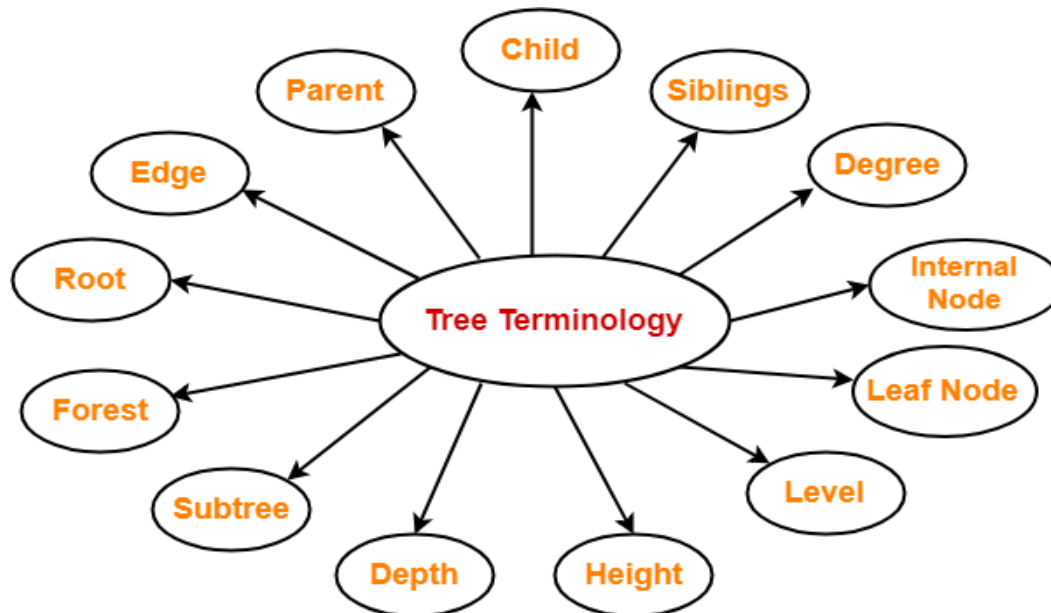 Child
Parent
Siblings
Edge
Degree
Root
Internal
Node
Tree Terminology
Leaf Node
Forest
Subtree
Level
Depth
Height